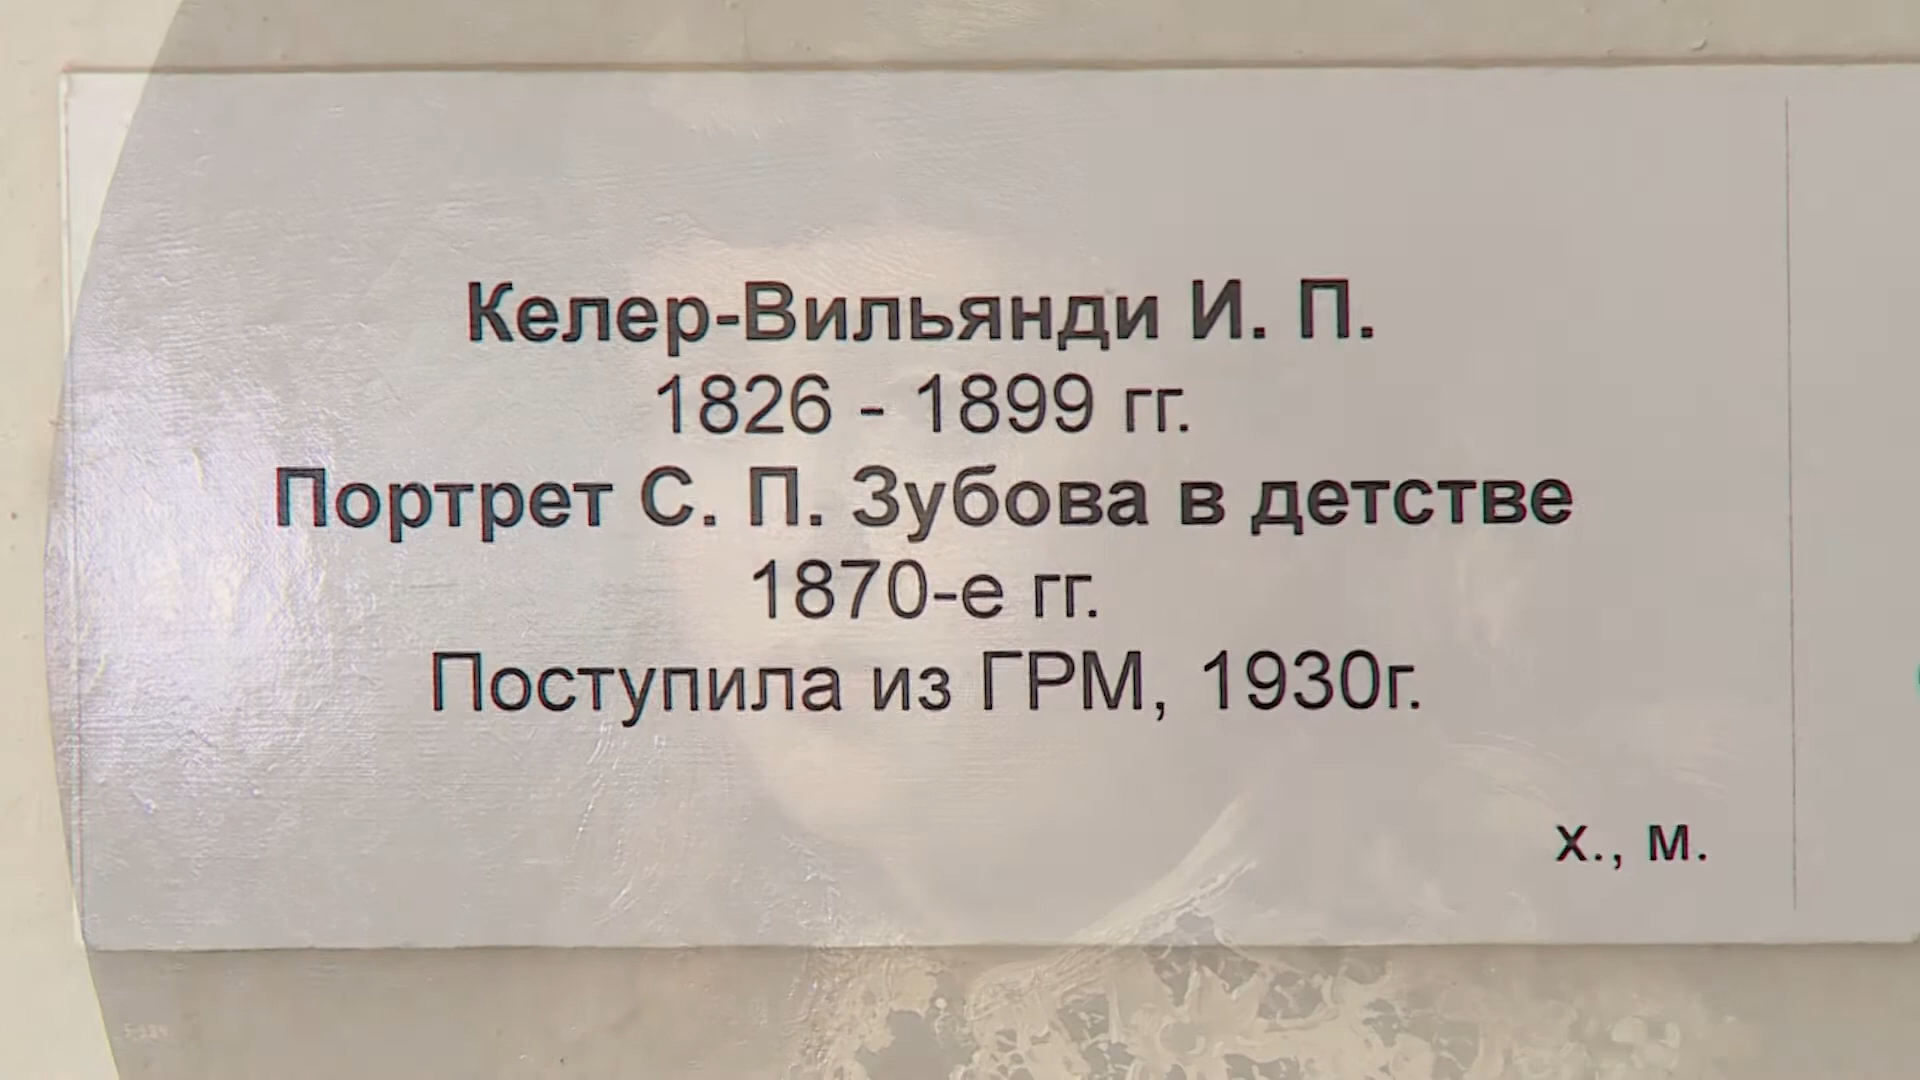 Келер-Вильянди И. П.
1826 - 1899 гг.
Портрет С. П. Зубова в детстве
1870-е гг.
Поступила из ГРМ, 1930г.
х., м.